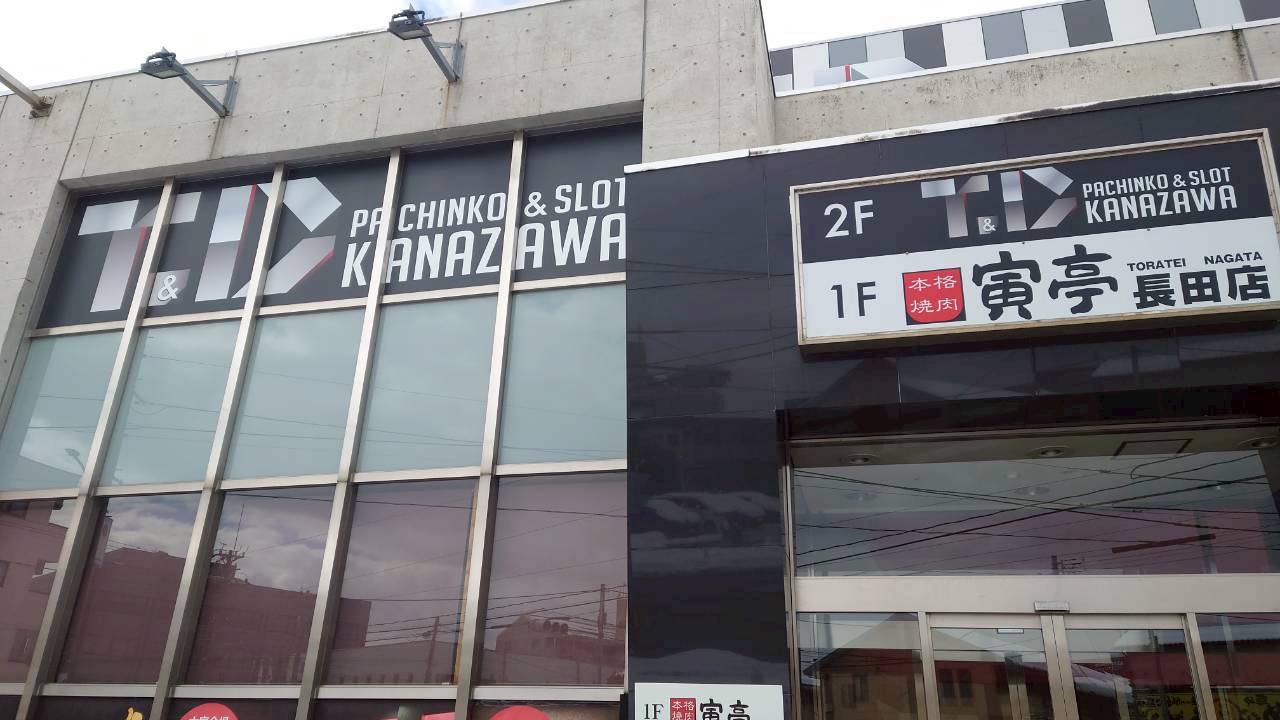 T&D PACHINKO & SLOT
KANAZAWA
2F T&D PACHINKO & SLOT
KANAZAWA
1F 本格
焼肉 寅亭 TORATEI NAGATA
長田店
1F 本格
焼肉 寅亭